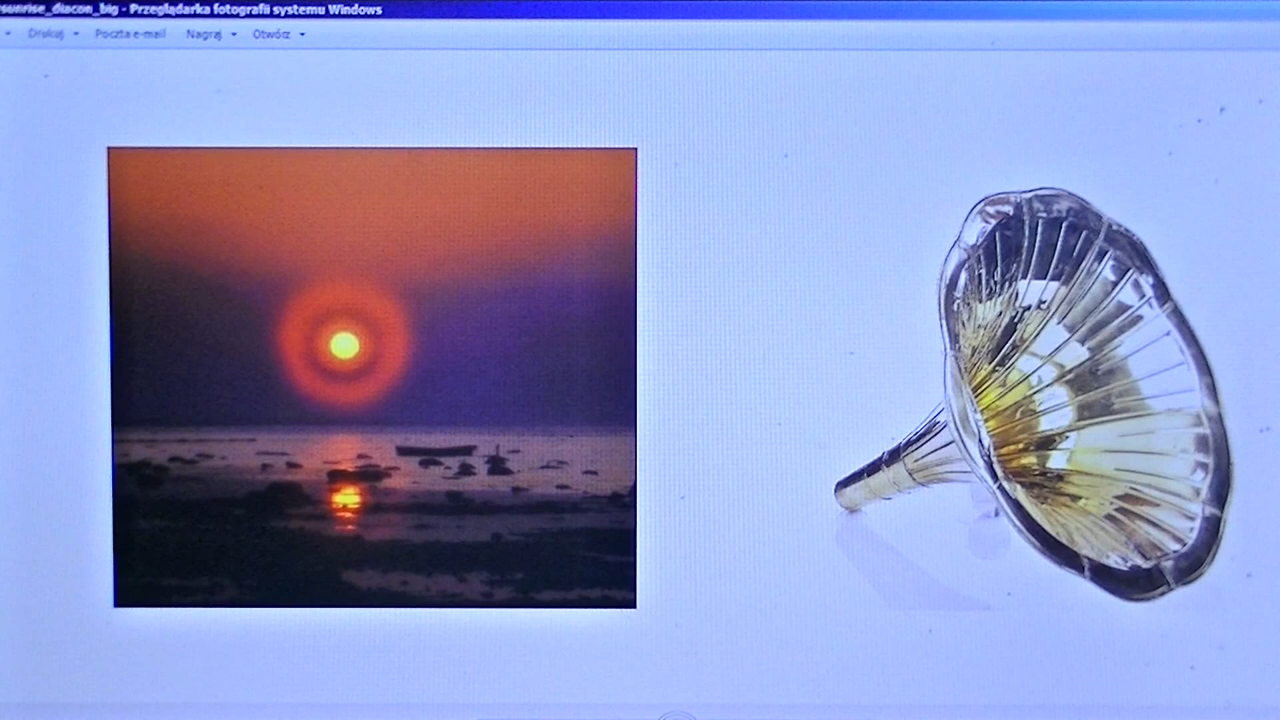 sunrise_diacon_big - Przeglądarka fotografii systemu Windows
Drukuj Poczta e-mail Nagraj Otwórz